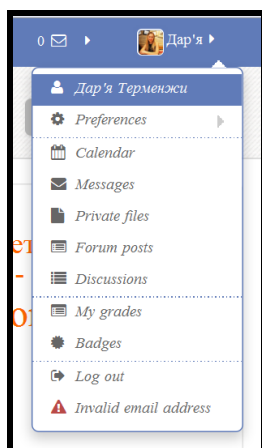 0
Дар'я
Дар'я Терменжи
Preferences
Calendar
Messages
Private files
ет
Forum posts
-
Discussions
My grades
Badges
Log out
Invalid email address